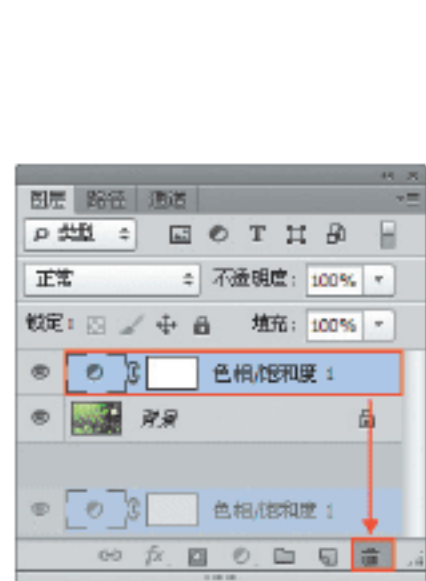 图层 路径 通道
类型 T
正常 不透明度: 100%
锁定: 填充: 100%
色相/饱和度 1
背景
色相/饱和度 1
fx